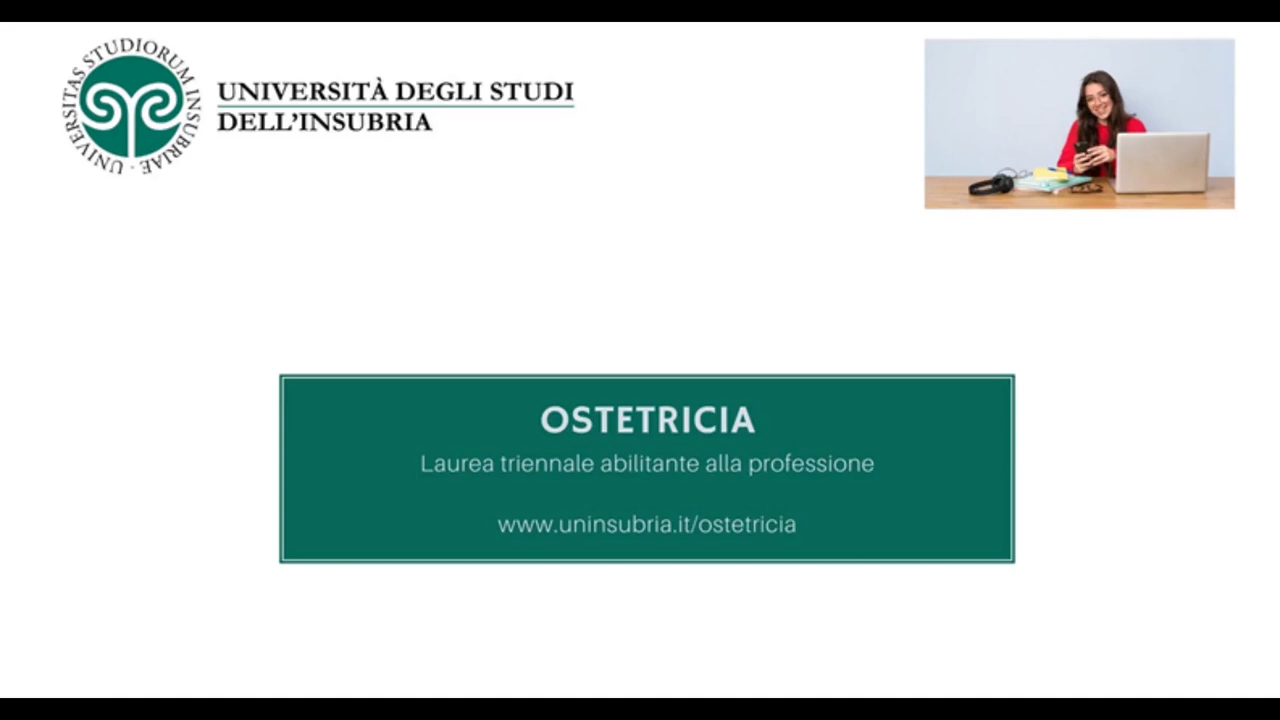 UNIVERSITAS STUDIORUM INSUBRIAE
UNIVERSITÀ DEGLI STUDI
DELL'INSUBRIA
OSTETRICIA
Laurea triennale abilitante alla professione
www.uninsubria.it/ostetricia